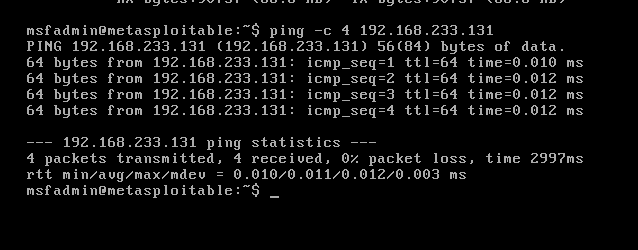 msfadmin@metasploitable:~$ ping -c 4 192.168.233.131
PING 192.168.233.131 (192.168.233.131) 56(84) bytes of data.
64 bytes from 192.168.233.131: icmp_seq=1 ttl=64 time=0.010 ms
64 bytes from 192.168.233.131: icmp_seq=2 ttl=64 time=0.012 ms
64 bytes from 192.168.233.131: icmp_seq=3 ttl=64 time=0.012 ms
64 bytes from 192.168.233.131: icmp_seq=4 ttl=64 time=0.012 ms
--- 192.168.233.131 ping statistics ---
4 packets transmitted, 4 received, 0% packet loss, time 2997ms
rtt min/avg/max/mdev = 0.010/0.011/0.012/0.003 ms
msfadmin@metasploitable:~$ _